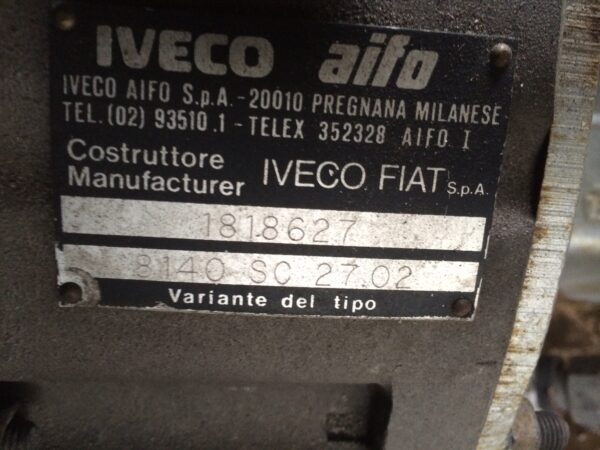 IVECO aifo
IVECO AIFO S.p.A.-20010 PREGNANA MILANESE
TEL.(02) 93510.1-TELEX 352328 AIFO I
Costruttore
Manufacturer IVECO FIAT S.p.A.
1818627
8140 SC 27.02
Variante del tipo